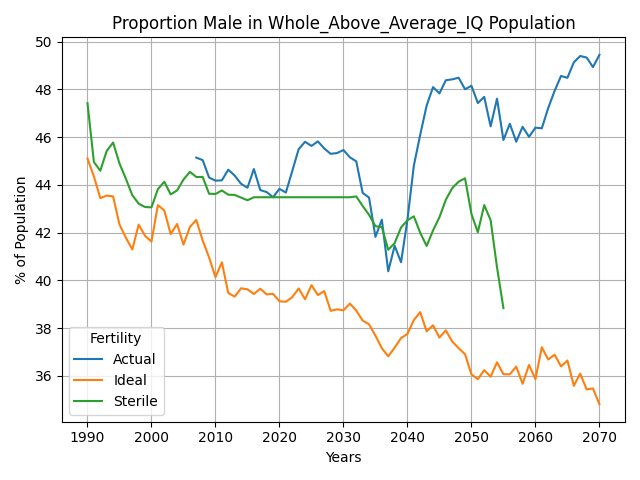 Proportion Male in Whole_Above_Average_IQ Population
% of Population
50
48
46
44
42
40
38
36
Fertility
Actual
Ideal
Sterile
1990 2000 2010 2020 2030 2040 2050 2060 2070
Years